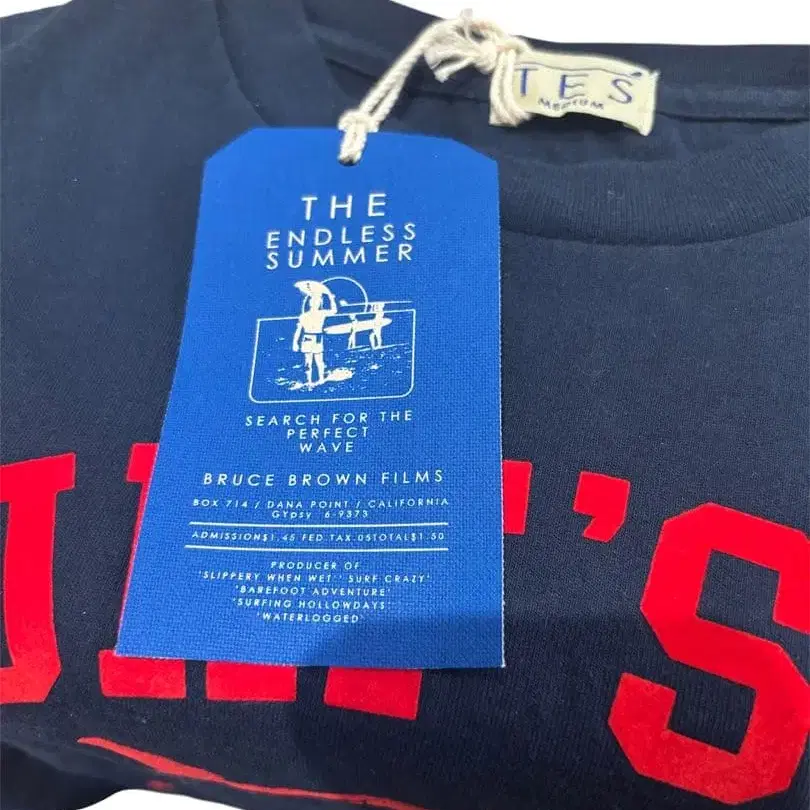 TES
MEDIUM
THE
ENDLESS
SUMMER
SEARCH FOR THE
PERFECT
WAVE
BRUCE BROWN FILMS
BOX 714 / DANA POINT / CALIFORNIA
GYPSY 6-9373
ADMISSION$1.45 FED.TAX.05TOTAL$1.50
PRODUCER OF
'SLIPPERY WHEN WET'' SURF CRAZY'
'BAREFOOT ADVENTURE'
'SURFING HOLLOWDAYS'
'WATERLOGGED'
'S